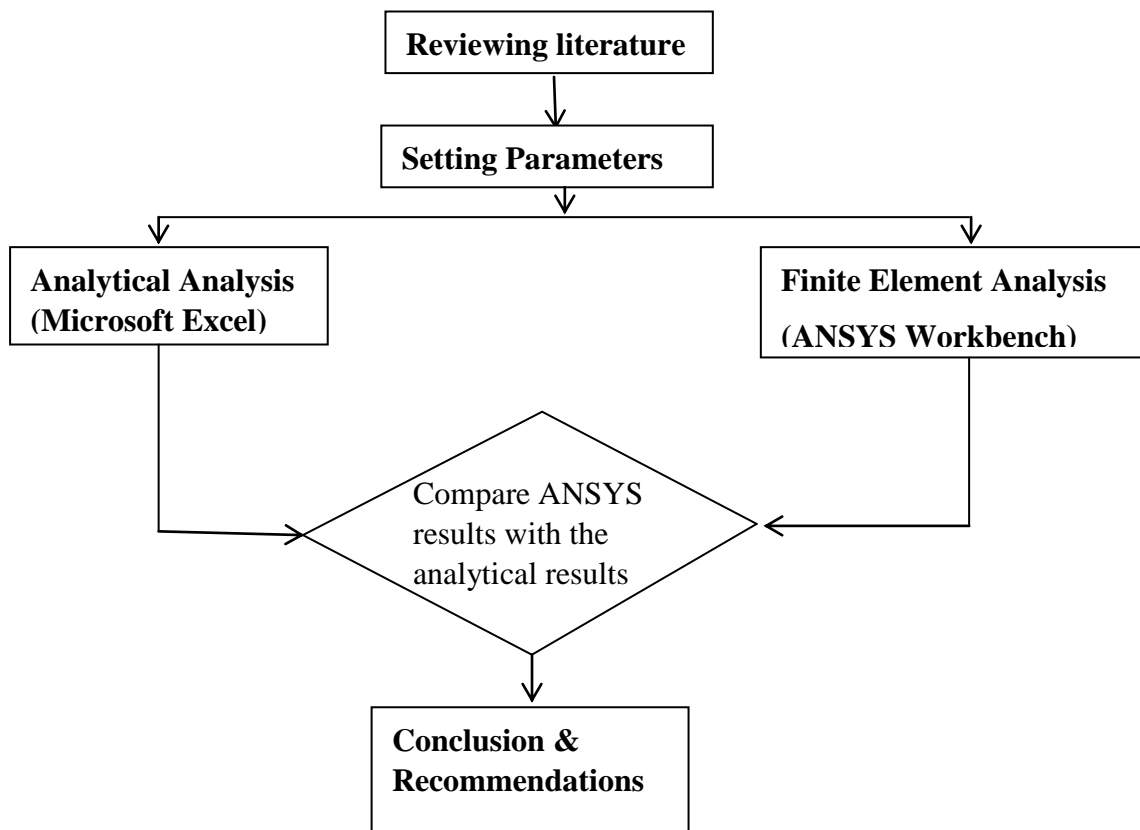 Reviewing literature
Setting Parameters
Analytical Analysis
(Microsoft Excel)
Finite Element Analysis
(ANSYS Workbench)
Compare ANSYS
results with the
analytical results
Conclusion &
Recommendations